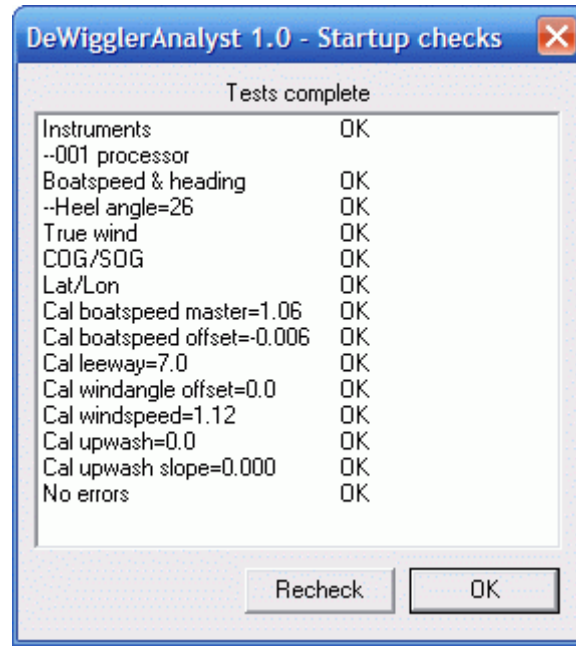 DeWigglerAnalyst 1.0 - Startup checks
Tests complete
Instruments OK
--001 processor
Boatspeed & heading OK
--Heel angle=26 OK
True wind OK
COG/SOG OK
Lat/Lon OK
Cal boatspeed master=1.06 OK
Cal boatspeed offset=-0.006 OK
Cal leeway=7.0 OK
Cal windangle offset=0.0 OK
Cal windspeed=1.12 OK
Cal upwash=0.0 OK
Cal upwash slope=0.000 OK
No errors OK
Recheck OK